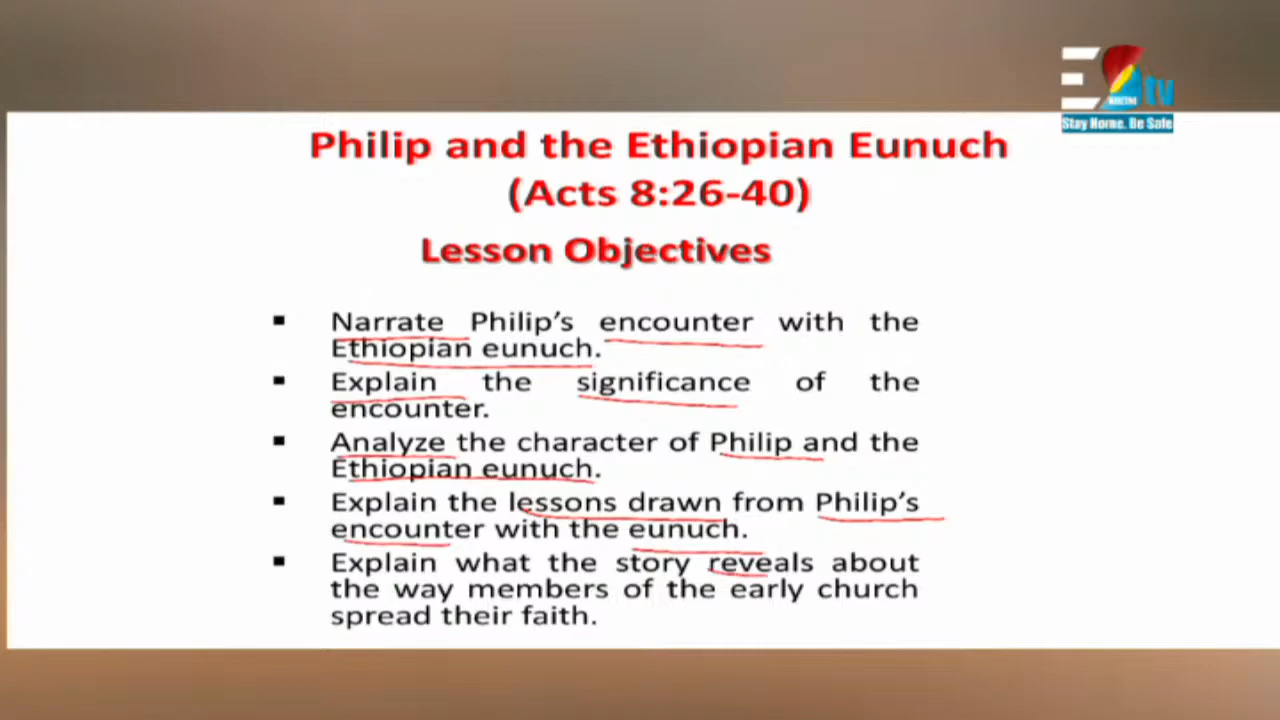 tv
Stay Home. Be Safe
Philip and the Ethiopian Eunuch
(Acts 8:26-40)
Lesson Objectives
▪ Narrate Philip's encounter with the
Ethiopian eunuch.
▪ Explain the significance of the
encounter.
▪ Analyze the character of Philip and the
Ethiopian eunuch.
▪ Explain the lessons drawn from Philip's
encounter with the eunuch.
▪ Explain what the story reveals about
the way members of the early church
spread their faith.